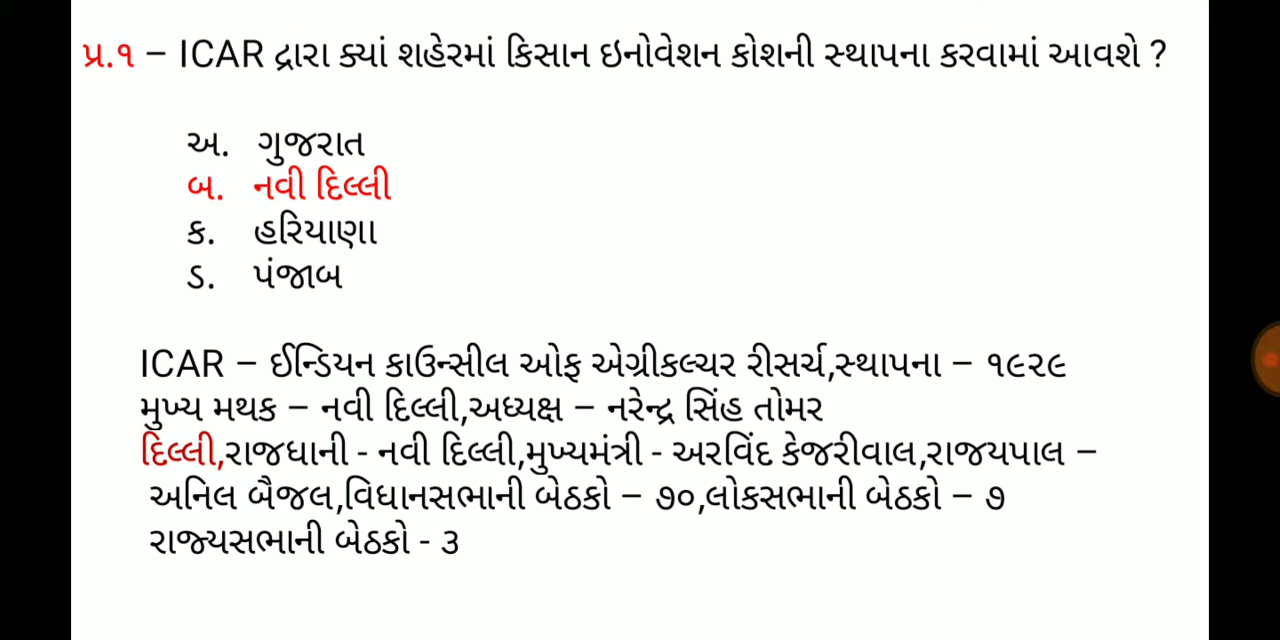 પ્ર.૧ – ICAR દ્વારા ક્યાં શહેરમાં કિસાન ઇનોવેશન કોશની સ્થાપના કરવામાં આવશે ?
અ. ગુજરાત
બ. નવી દિલ્લી
ક. હરિયાણા
ડ. પંજાબ
ICAR – ઈન્ડિયન કાઉન્સીલ ઓફ એગ્રીકલ્ચર રીસર્ચ,સ્થાપના – ૧૯૨૯
મુખ્ય મથક – નવી દિલ્લી,અધ્યક્ષ – નરેન્દ્ર સિંહ તોમર
દિલ્લી,રાજધાની - નવી દિલ્લી,મુખ્યમંત્રી - અરવિંદ કેજરીવાલ,રાજયપાલ –
અનિલ બૈજલ,વિધાનસભાની બેઠકો – ૭૦,લોકસભાની બેઠકો – ૭
રાજ્યસભાની બેઠકો - ૩